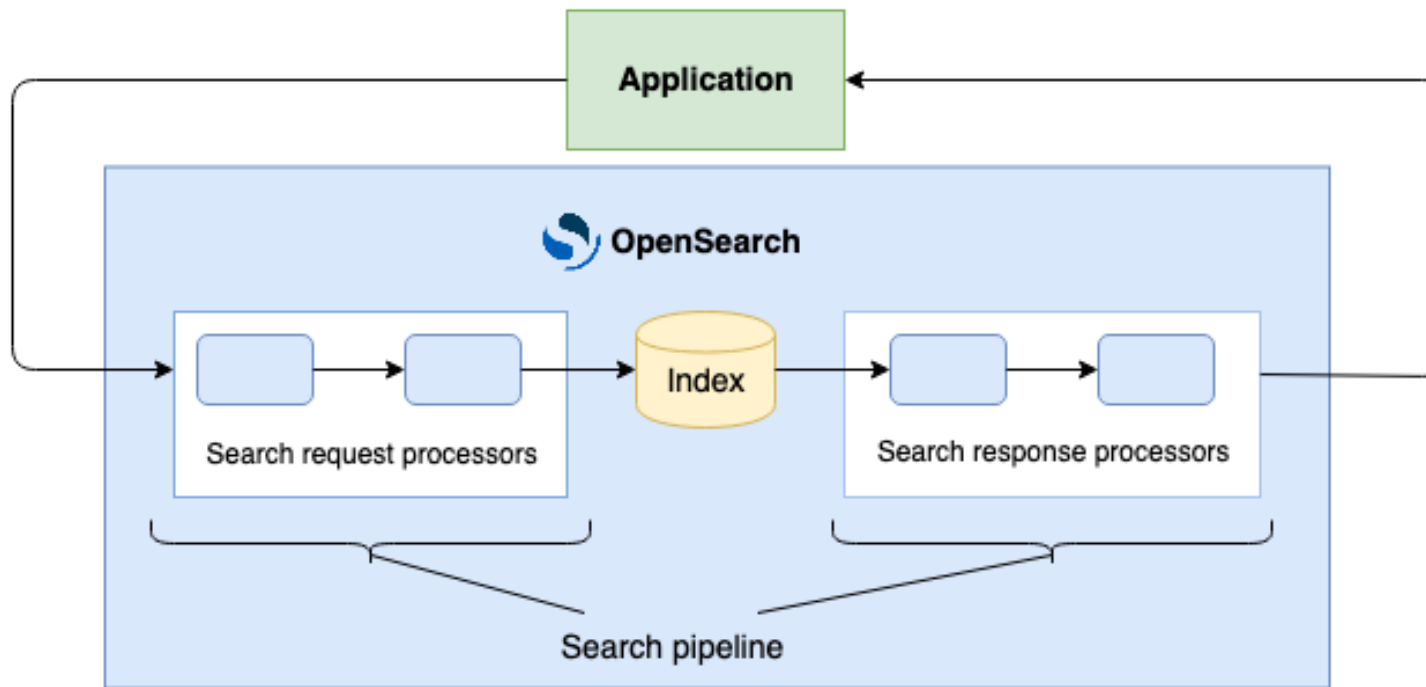 Application
OpenSearch
Index
Search request processors
Search response processors
Search pipeline